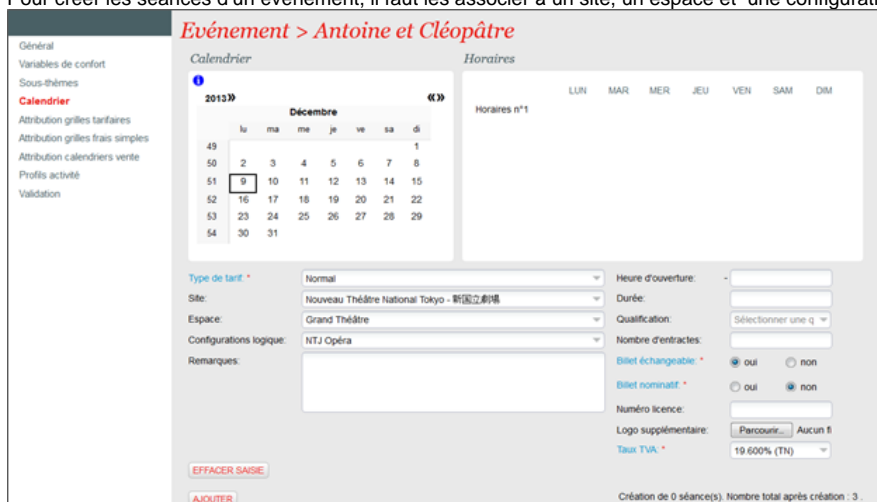 Pour créer les séances d'un événement, il faut les associer à un site, un espace et une configurat
Evénement > Antoine et Cléopâtre
Général
Variables de confort
Sous-thèmes
Calendrier
Attribution grilles tarifaires
Attribution grilles frais simples
Attribution calendriers vente
Profils activité
Validation
Calendrier
2013 »
«»
Décembre
lu ma me je ve sa di
49 1
50 2 3 4 5 6 7 8
51 9 10 11 12 13 14 15
52 16 17 18 19 20 21 22
53 23 24 25 26 27 28 29
54 30 31
Horaires
LUN MAR MER JEU VEN SAM DIM
Horaires n°1
Type de tarif: * Normal
Site: Nouveau Théâtre National Tokyo - 新国立劇場
Espace: Grand Théâtre
Configurations logique: NTJ Opéra
Remarques:
Heure d'ouverture: -
Durée:
Qualification: Sélectionner une q
Nombre d'entractes:
Billet échangeable: * oui non
Billet nominatif: * oui non
Numéro licence:
Logo supplémentaire: Parcourir... Aucun fi
Taux TVA: * 19.600% (TN)
EFFACER SAISIE
AJOUTER
Création de 0 séance(s). Nombre total après création : 3 .